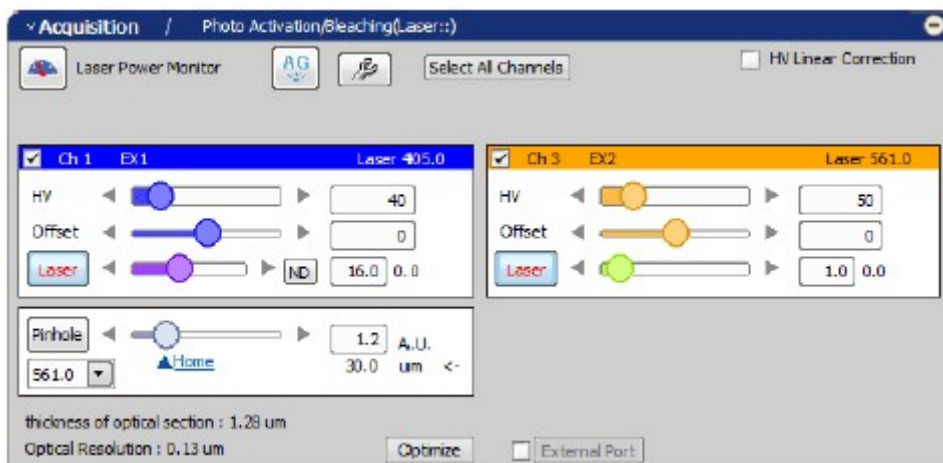 Acquisition / Photo Activation/Bleaching(Laser::)
Laser Power Monitor AG Select All Channels HV Linear Correction
Ch 1 EX1 Laser 405.0
HV 40
Offset 0
Laser ND 16.0 0.0
Ch 3 EX2 Laser 561.0
HV 50
Offset 0
Laser 1.0 0.0
Pinhole 1.2 A.U.
Home 30.0 um <-
561.0
thickness of optical section : 1.28 um
Optical Resolution : 0.13 um Optimize External Port